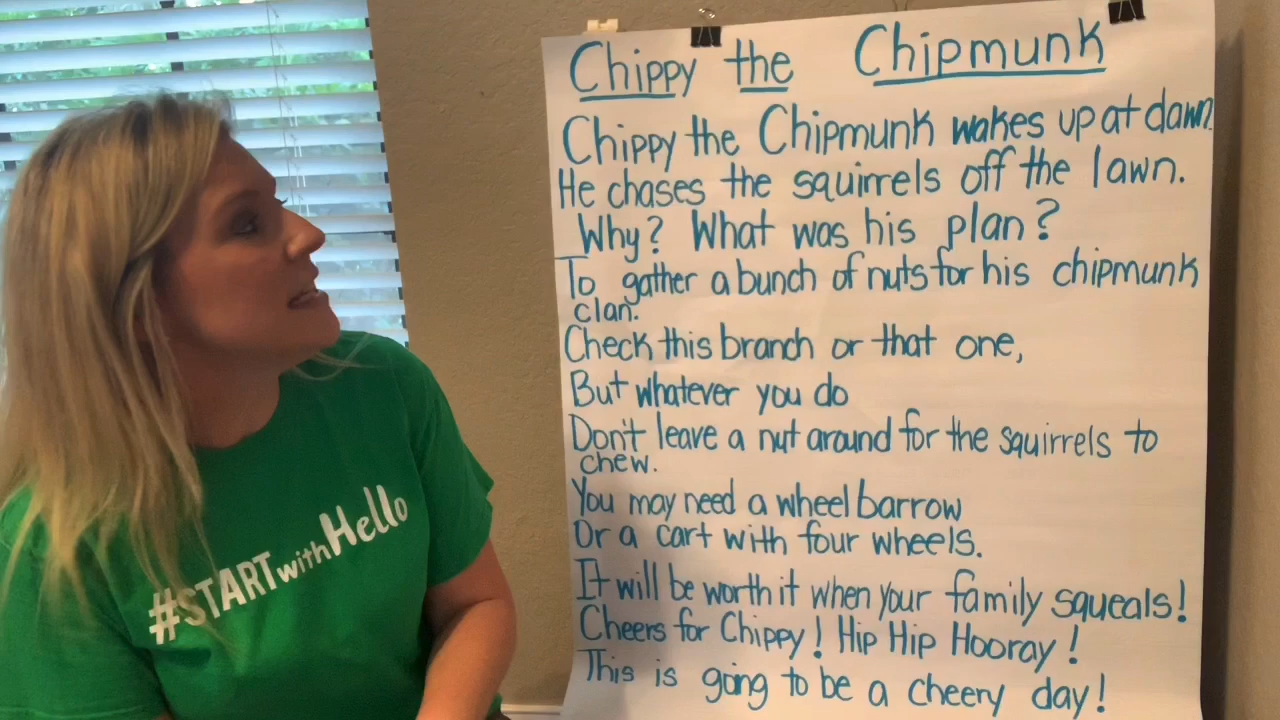 Chippy the Chipmunk
Chippy the Chipmunk wakes up at dawn.
He chases the squirrels off the lawn.
Why? What was his plan?
To gather a bunch of nuts for his chipmunk
clan.
Check this branch or that one,
But whatever you do
Don't leave a nut around for the squirrels to
chew.
You may need a wheelbarrow
Or a cart with four wheels.
It will be worth it when your family squeals!
Cheers for Chippy! Hip Hip Hooray!
This is going to be a cheery day!
#STARTwithHello